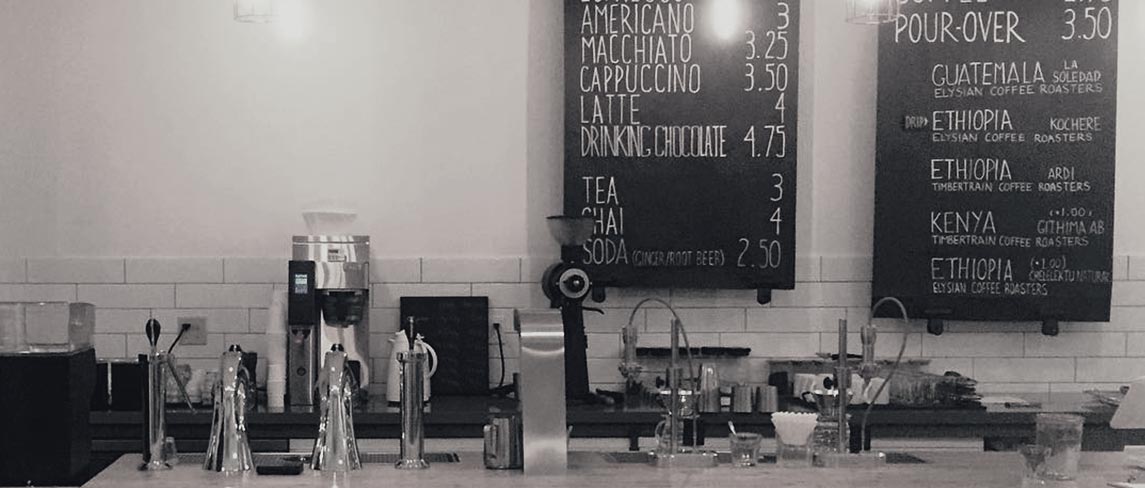 AMERICANO 3
MACCHIATO 3.25
CAPPUCCINO 3.50
LATTE 4
DRINKING CHOCOLATE 4.75
TEA 3
CHAI 4
SODA (GINGER/ROOT BEER) 2.50
POUR-OVER 3.50
GUATEMALA LA SOLEDAD
ELYSIAN COFFEE ROASTERS
DRIP ETHIOPIA KOCHERE
ELYSIAN COFFEE ROASTERS
ETHIOPIA ARDI
TIMBERTRAIN COFFEE ROASTERS
KENYA (+1.00) GITHIMA AB
TIMBERTRAIN COFFEE ROASTERS
ETHIOPIA (+1.00) CHELELEKTU NATURAL
ELYSIAN COFFEE ROASTERS